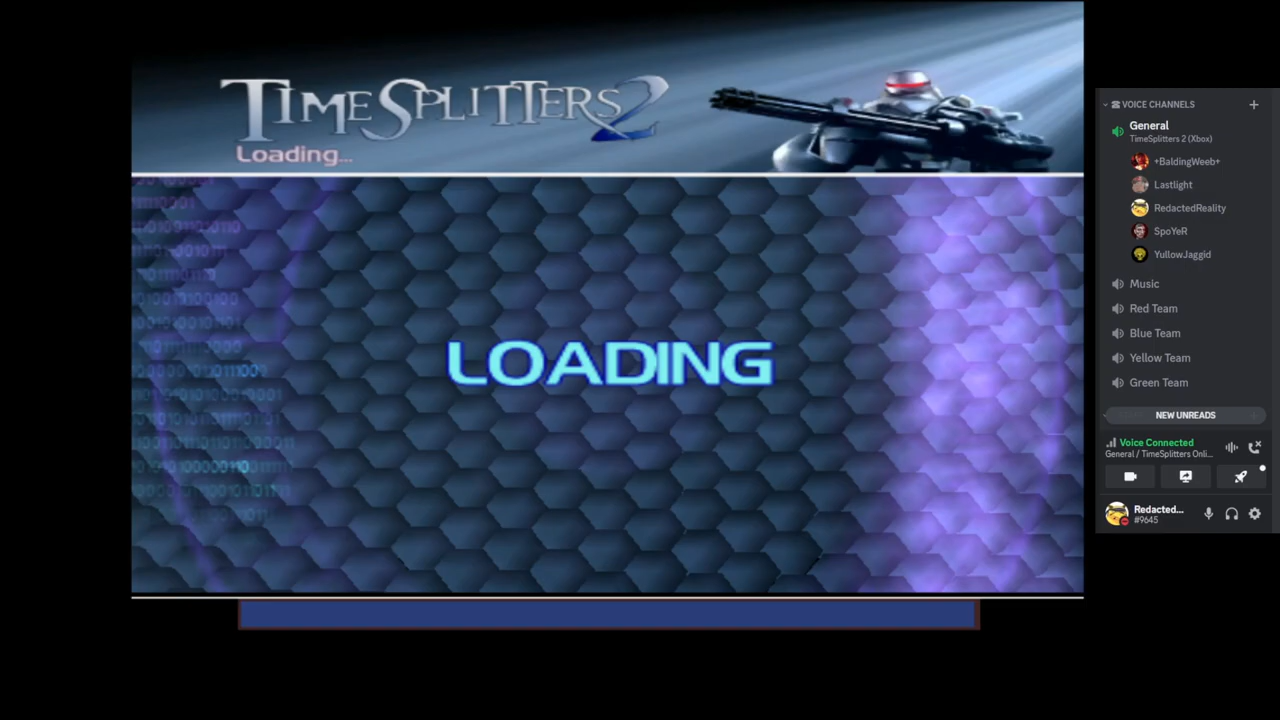 TIMESPLITTERS 2
Loading...
LOADING
VOICE CHANNELS
General
TimeSplitters 2 (Xbox)
+BaldingWeeb+
Lastlight
RedactedReality
SpoYeR
YullowJaggid
Music
Red Team
Blue Team
Yellow Team
Green Team
NEW UNREADS
Voice Connected
General / TimeSplitters Onli...
Redacted...
#9645